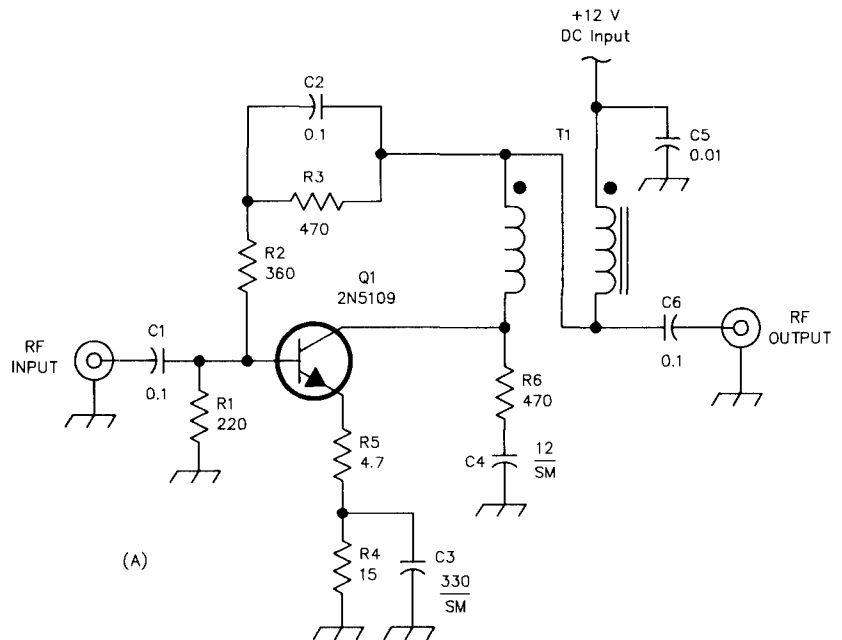 +12 V
DC Input
C2
0.1
T1
C5
0.01
R3
470
R2
360
Q1
2N5109
C6
0.1
RF
OUTPUT
RF
INPUT
C1
0.1
R1
220
R6
470
R5
4.7
C4
12
SM
(A)
R4
15
C3
330
SM